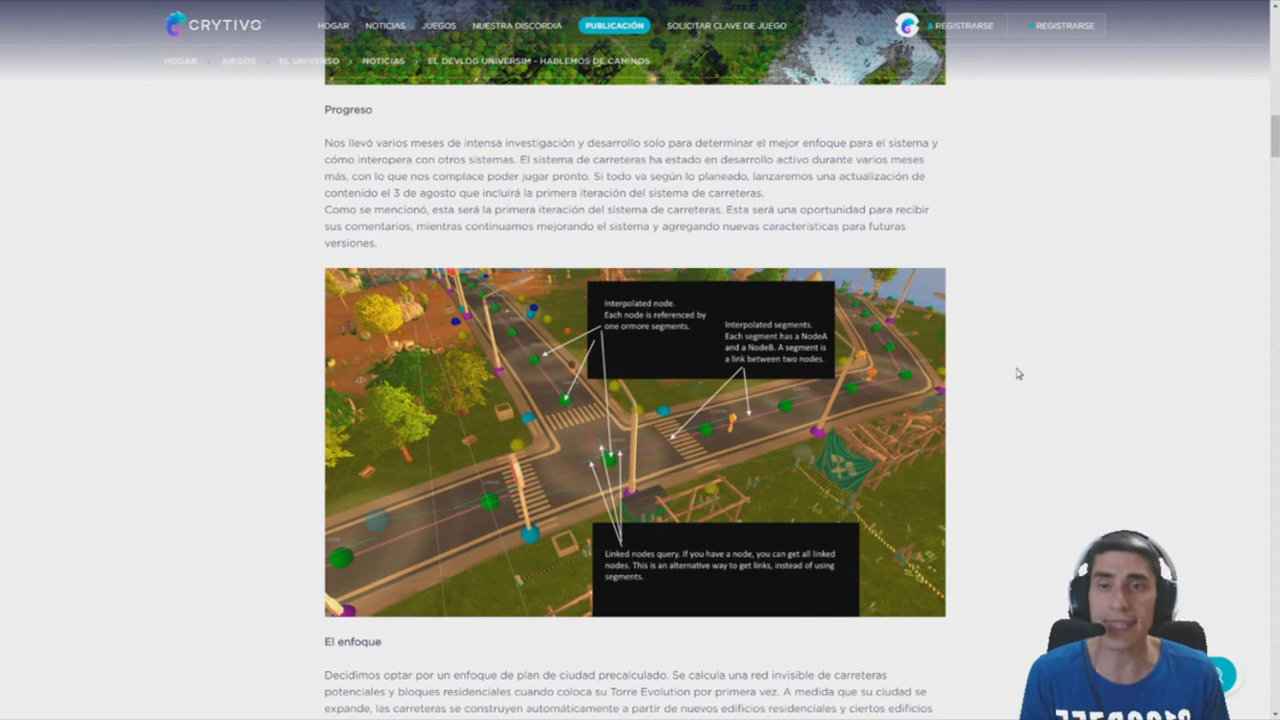 CRYTIVO
HOGAR NOTICIAS JUEGOS NUESTRA DISCORDIA PUBLICACIÓN SOLICITAR CLAVE DE JUEGO REGISTRARSE REGISTRARSE
HOGAR JUEGOS EL UNIVERSO NOTICIAS EL DEVLOG UNIVERSIM - HABLEMOS DE CAMINOS
Progreso
Nos llevó varios meses de intensa investigación y desarrollo solo para determinar el mejor enfoque para el sistema y
cómo interopera con otros sistemas. El sistema de carreteras ha estado en desarrollo activo durante varios meses
más, con lo que nos complace poder jugar pronto. Si todo va según lo planeado, lanzaremos una actualización de
contenido el 3 de agosto que incluirá la primera iteración del sistema de carreteras.
Como se mencionó, esta será la primera iteración del sistema de carreteras. Esta será una oportunidad para recibir
sus comentarios, mientras continuamos mejorando el sistema y agregando nuevas características para futuras
versiones.
Interpolated node.
Each node is referenced by
one ormore segments.
Interpolated segments.
Each segment has a NodeA
and a NodeB. A segment is
a link between two nodes.
Linked nodes query. If you have a node, you can get all linked
nodes. This is an alternative way to get links, instead of using
segments.
El enfoque
Decidimos optar por un enfoque de plan de ciudad precalculado. Se calcula una red invisible de carreteras
potenciales y bloques residenciales cuando coloca su Torre Evolution por primera vez. A medida que su ciudad se
expande, las carreteras se construyen automáticamente a partir de nuevos edificios residenciales y ciertos edificios